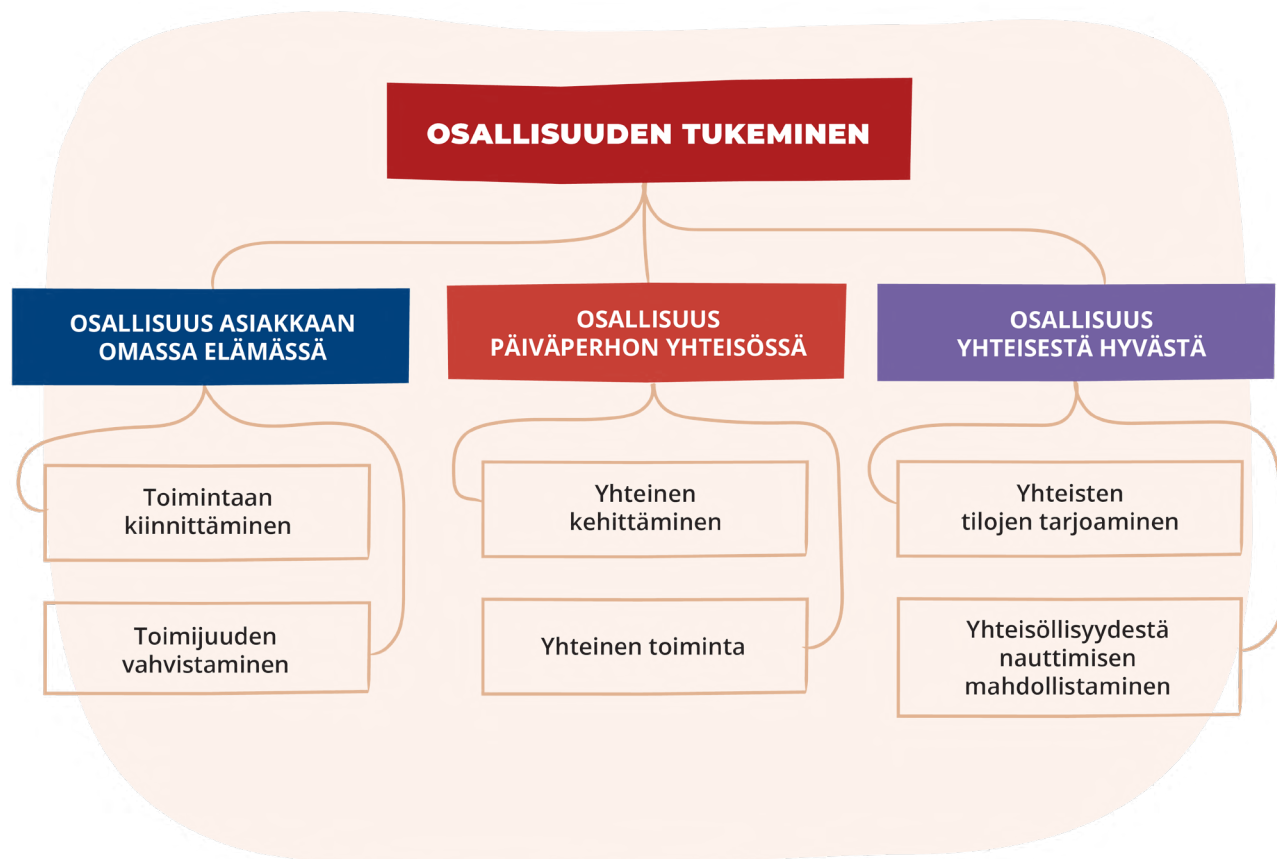 OSALLISUUDEN TUKEMINEN
OSALLISUUS ASIAKKAAN
OMASSA ELÄMÄSSÄ
OSALLISUUS
PÄIVÄPERHON YHTEISÖSSÄ
OSALLISUUS
YHTEISESTÄ HYVÄSTÄ
Toimintaan
kiinnittäminen
Yhteinen
kehittäminen
Yhteisten
tilojen tarjoaminen
Toimijuuden
vahvistaminen
Yhteinen toiminta
Yhteisöllisyydestä
nauttimisen
mahdollistaminen